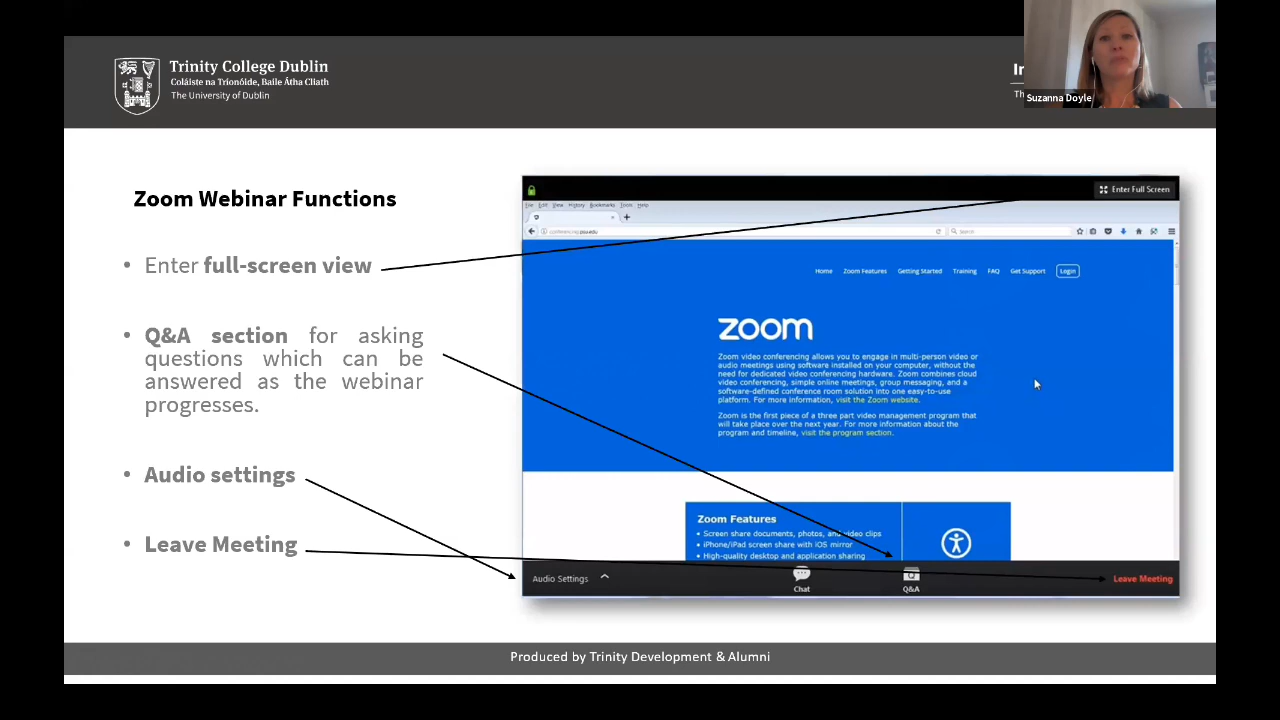 Trinity College Dublin
Coláiste na Tríonóide, Baile Átha Cliath
The University of Dublin
Suzanna Doyle
Zoom Webinar Functions
• Enter full-screen view
• Q&A section for asking
questions which can be
answered as the webinar
progresses.
• Audio settings
• Leave Meeting
Enter Full Screen
File Edit View History Bookmarks Tools Help
Search
Home Zoom Features Getting Started Training FAQ Get Support Login
zoom
Zoom video conferencing allows you to engage in multi-person video or
audio meetings using software installed on your computer, without the
need for dedicated video conferencing hardware. Zoom combines cloud
video conferencing, simple online meetings, group messaging, and a
software-defined conference room solution into one easy-to-use
platform. For more information, visit the Zoom website.
Zoom is the first piece of a three part video management program that
will take place over the next year. For more information about the
program and timeline, visit the program section.
Zoom Features
• Screen share documents, photos, and video clips
• iPhone/iPad screen share with iOS mirror
• High-quality desktop and application sharing
Audio Settings
Chat
Q&A
Leave Meeting
Produced by Trinity Development & Alumni